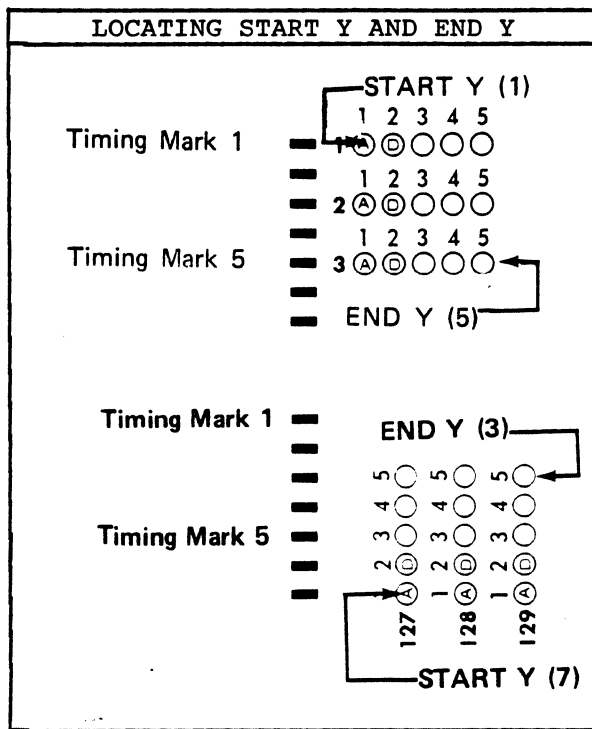 LOCATING START Y AND END Y
START Y (1)
1 2 3 4 5
Timing Mark 1
1 A D
1 2 3 4 5
2 A D
1 2 3 4 5
Timing Mark 5
3 A D
END Y (5)
Timing Mark 1
END Y (3)
5 5 5
4 4 4
3 3 3
Timing Mark 5
2 D 2 D 2 D
A 1 A 1 A
127 128 129
START Y (7)